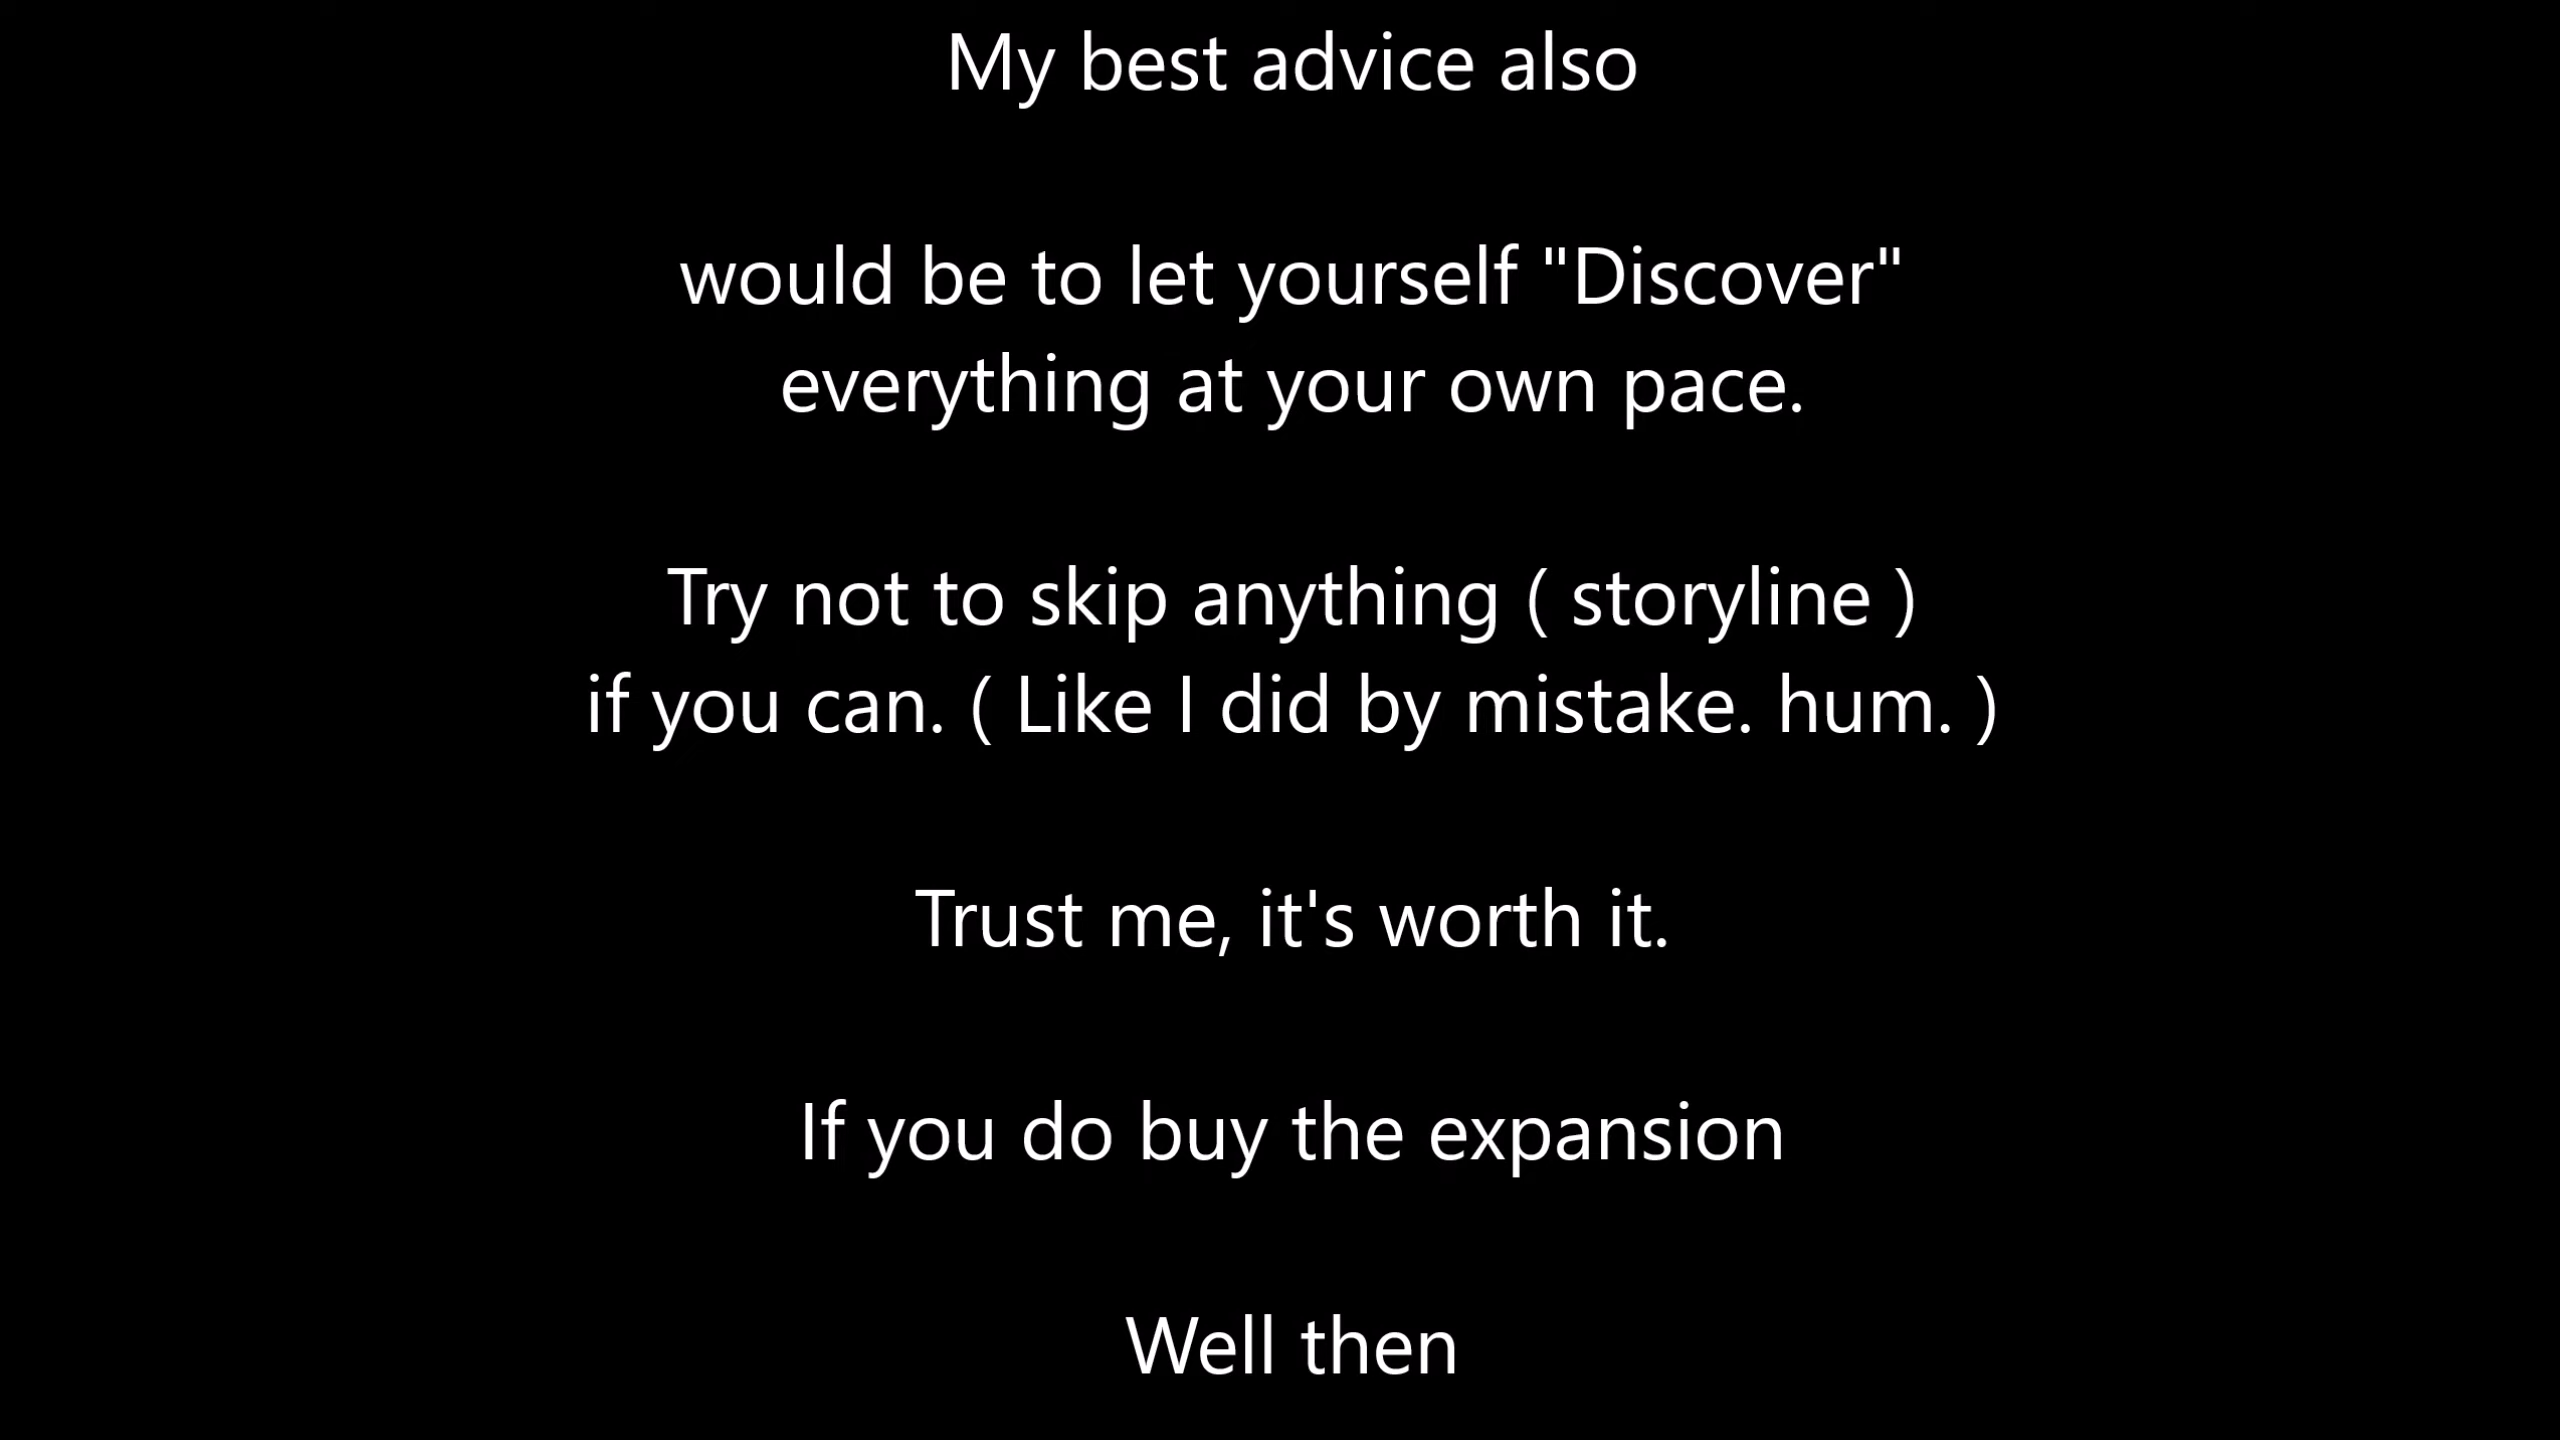 My best advice also
would be to let yourself "Discover"
everything at your own pace.
Try not to skip anything ( storyline )
if you can. ( Like I did by mistake. hum. )
Trust me, it's worth it.
If you do buy the expansion
Well then